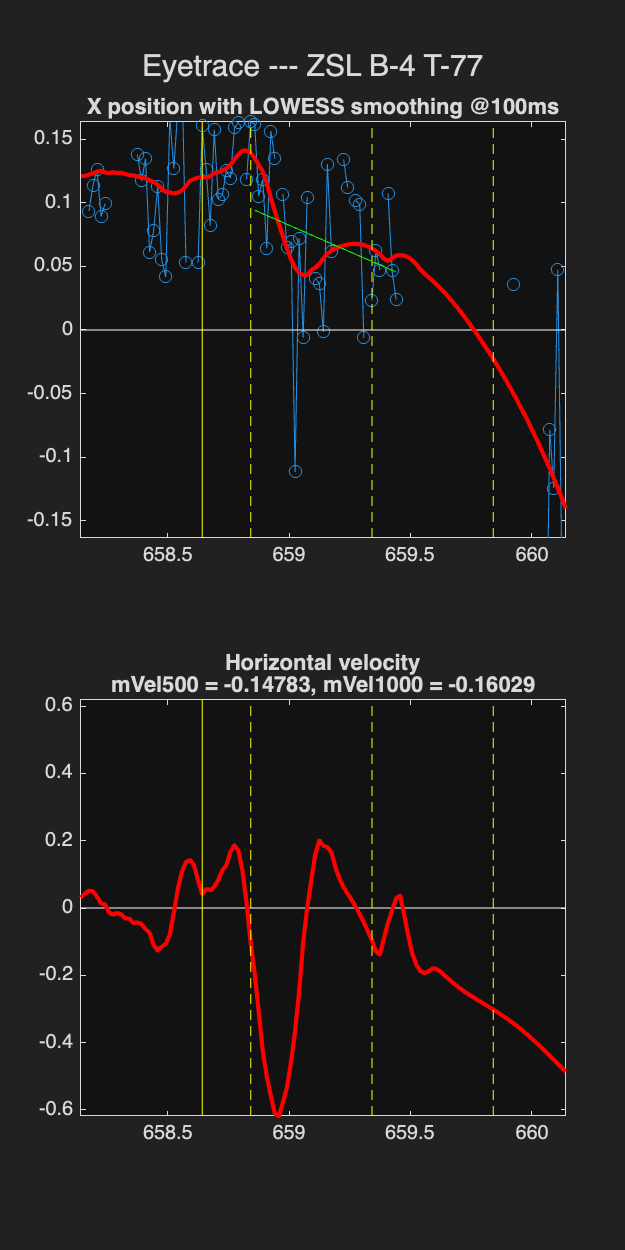 Eyetrace --- ZSL B-4 T-77
X position with LOWESS smoothing @100ms
0.15
0.1
0.05
0
-0.05
-0.1
-0.15
658.5 659 659.5 660
Horizontal velocity
mVel500 = -0.14783, mVel1000 = -0.16029
0.6
0.4
0.2
0
-0.2
-0.4
-0.6
658.5 659 659.5 660